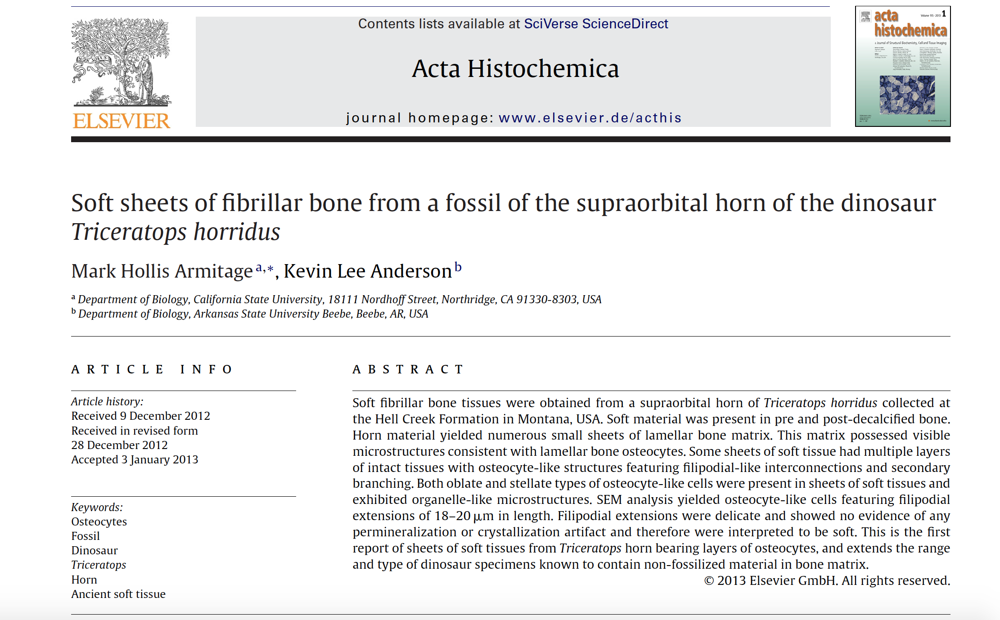 Contents lists available at SciVerse ScienceDirect
Acta Histochemica
journal homepage: www.elsevier.de/acthis
NON SOLUS
ELSEVIER
acta
histochemica
Volume 115 · 2013 1
a Journal of Structural Biochemistry, Cell and Tissue Imaging
Soft sheets of fibrillar bone from a fossil of the supraorbital horn of the dinosaur
Triceratops horridus
Mark Hollis Armitage a,*, Kevin Lee Anderson b
a Department of Biology, California State University, 18111 Nordhoff Street, Northridge, CA 91330-8303, USA
b Department of Biology, Arkansas State University Beebe, Beebe, AR, USA
ARTICLE INFO
Article history:
Received 9 December 2012
Received in revised form
28 December 2012
Accepted 3 January 2013
Keywords:
Osteocytes
Fossil
Dinosaur
Triceratops
Horn
Ancient soft tissue
ABSTRACT
Soft fibrillar bone tissues were obtained from a supraorbital horn of Triceratops horridus collected at
the Hell Creek Formation in Montana, USA. Soft material was present in pre and post-decalcified bone.
Horn material yielded numerous small sheets of lamellar bone matrix. This matrix possessed visible
microstructures consistent with lamellar bone osteocytes. Some sheets of soft tissue had multiple layers
of intact tissues with osteocyte-like structures featuring filipodial-like interconnections and secondary
branching. Both oblate and stellate types of osteocyte-like cells were present in sheets of soft tissues and
exhibited organelle-like microstructures. SEM analysis yielded osteocyte-like cells featuring filipodial
extensions of 18–20 μm in length. Filipodial extensions were delicate and showed no evidence of any
permineralization or crystallization artifact and therefore were interpreted to be soft. This is the first
report of sheets of soft tissues from Triceratops horn bearing layers of osteocytes, and extends the range
and type of dinosaur specimens known to contain non-fossilized material in bone matrix.
© 2013 Elsevier GmbH. All rights reserved.